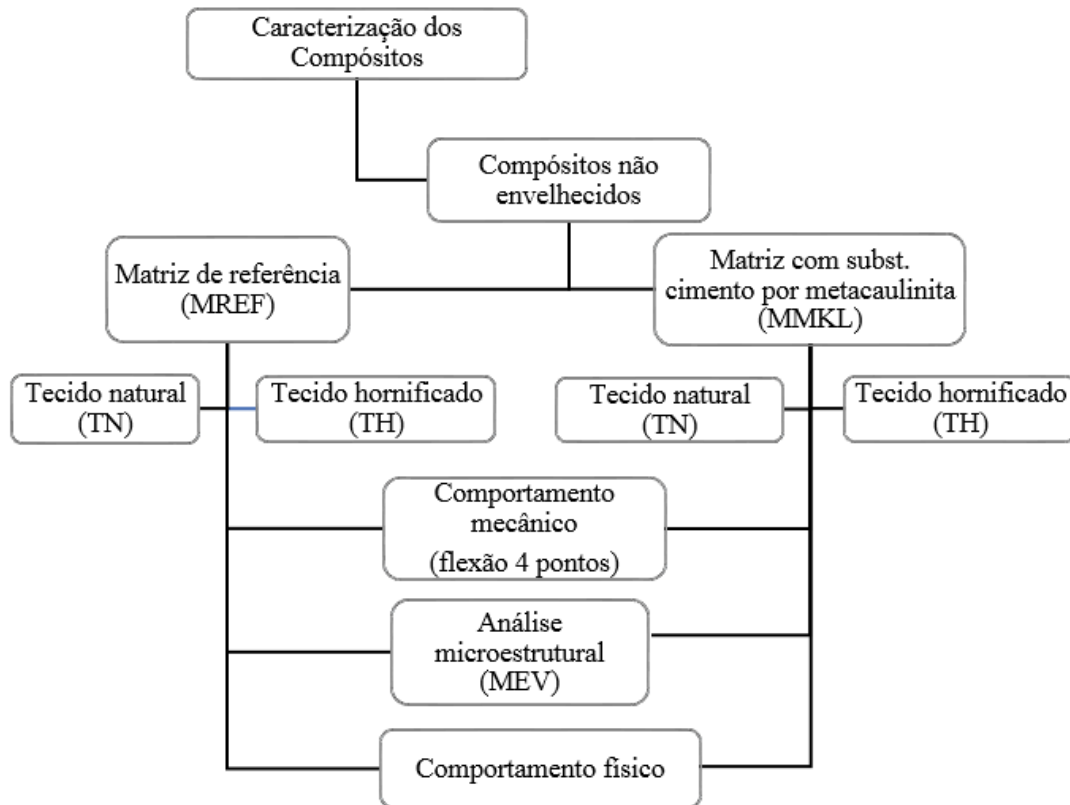 Caracterização dos
Compósitos
Compósitos não
envelhecidos
Matriz de referência
(MREF)
Matriz com subst.
cimento por metacaulinita
(MMKL)
Tecido natural
(TN)
Tecido hornificado
(TH)
Tecido natural
(TN)
Tecido hornificado
(TH)
Comportamento
mecânico
(flexão 4 pontos)
Análise
microestrutural
(MEV)
Comportamento físico